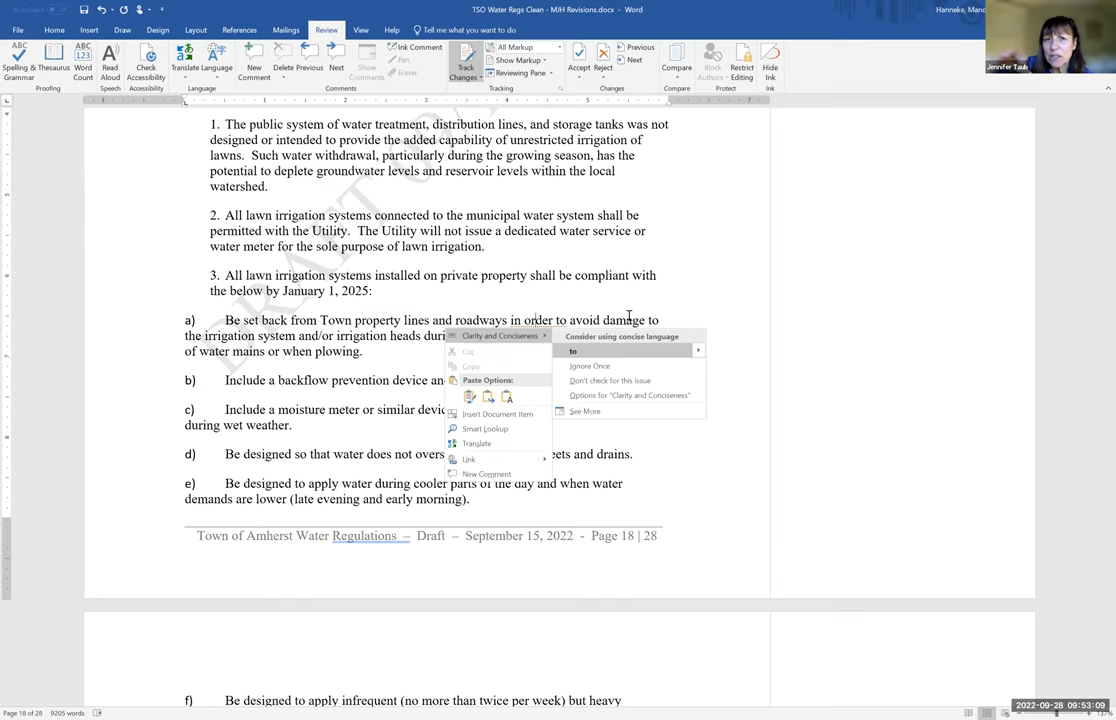 AutoSave Off
TSO Water Regs Clean - MJH Revisions.docx - Word
Hanneke, Manc
File Home Insert Draw Design Layout References Mailings Review View Help Tell me what you want to do
Spelling & Grammar
Thesaurus
Word Count
Read Aloud
Check Accessibility
Translate
Language
New Comment
Delete
Previous
Next
Show Comments
Ink Comment
Pen
Eraser
Track Changes
All Markup
Show Markup
Reviewing Pane
Accept
Reject
Previous
Next
Compare
Block Authors
Restrict Editing
Hide Ink
Proofing Speech Accessibility Language Comments Tracking Changes Compare Protect Ink
Jennifer Taub
DRAFT DRAFT
1. The public system of water treatment, distribution lines, and storage tanks was not
designed or intended to provide the added capability of unrestricted irrigation of
lawns. Such water withdrawal, particularly during the growing season, has the
potential to deplete groundwater levels and reservoir levels within the local
watershed.
2. All lawn irrigation systems connected to the municipal water system shall be
permitted with the Utility. The Utility will not issue a dedicated water service or
water meter for the sole purpose of lawn irrigation.
3. All lawn irrigation systems installed on private property shall be compliant with
the below by January 1, 2025:
a) Be set back from Town property lines and roadways in order to avoid damage to
the irrigation system and/or irrigation heads duri
of water mains or when plowing.
b) Include a backflow prevention device an
c) Include a moisture meter or similar devic
during wet weather.
d) Be designed so that water does not overs eets and drains.
e) Be designed to apply water during cooler parts of the day and when water
demands are lower (late evening and early morning).
Clarity and Conciseness
Cut
Copy
Paste Options:
Insert Document Item
Smart Lookup
Translate
Link
New Comment
Consider using concise language
to
Ignore Once
Don't check for this issue
Options for "Clarity and Conciseness"
See More
Town of Amherst Water Regulations – Draft – September 15, 2022 - Page 18 | 28
f) Be designed to apply infrequent (no more than twice per week) but heavy
Page 18 of 28 9205 words
137%
2022-09-28 09:53:09